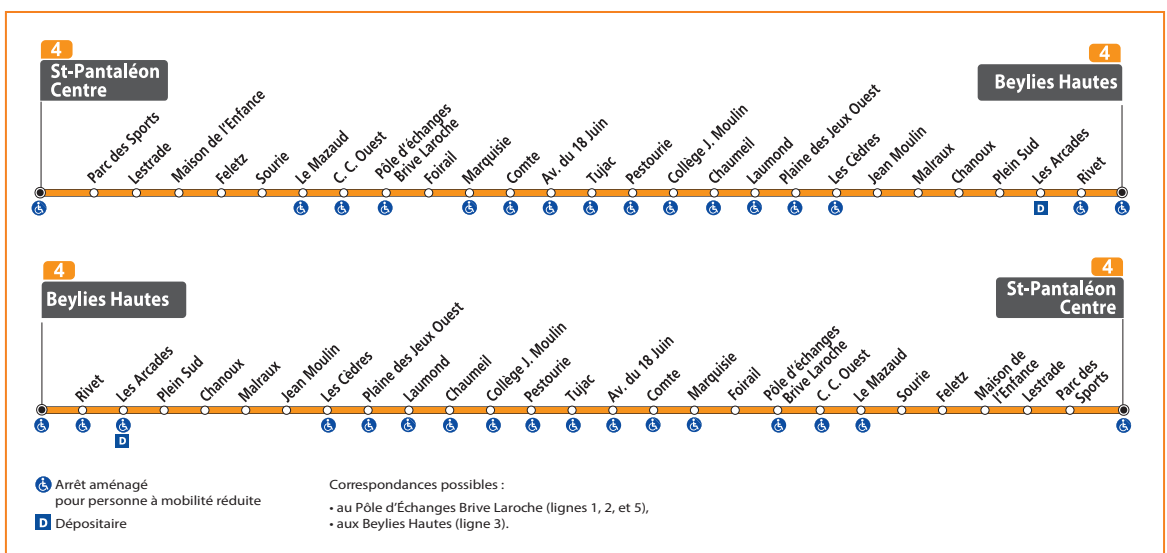 4
St-Pantaléon
Centre
4
Beylies Hautes
Parc des Sports
Lestrade
Maison de l'Enfance
Feletz
Sourie
Le Mazaud
C. C. Ouest
Pôle d'échanges
Brive Laroche
Foirail
Marquisie
Comte
Av. du 18 Juin
Tujac
Pestourie
Collège J. Moulin
Chaumeil
Laumond
Plaine des Jeux Ouest
Les Cèdres
Jean Moulin
Malraux
Chanoux
Plein Sud
Les Arcades
Rivet
D
4
Beylies Hautes
4
St-Pantaléon
Centre
Rivet
Les Arcades
Plein Sud
Chanoux
Malraux
Jean Moulin
Les Cèdres
Plaine des Jeux Ouest
Laumond
Chaumeil
Collège J. Moulin
Pestourie
Tujac
Av. du 18 Juin
Comte
Marquisie
Foirail
Pôle d'échanges
Brive Laroche
C. C. Ouest
Le Mazaud
Sourie
Feletz
Maison de
l'Enfance
Lestrade
Parc des
Sports
D
Arrêt aménagé
pour personne à mobilité réduite
D Dépositaire
Correspondances possibles :
• au Pôle d'Échanges Brive Laroche (lignes 1, 2, et 5),
• aux Beylies Hautes (ligne 3).